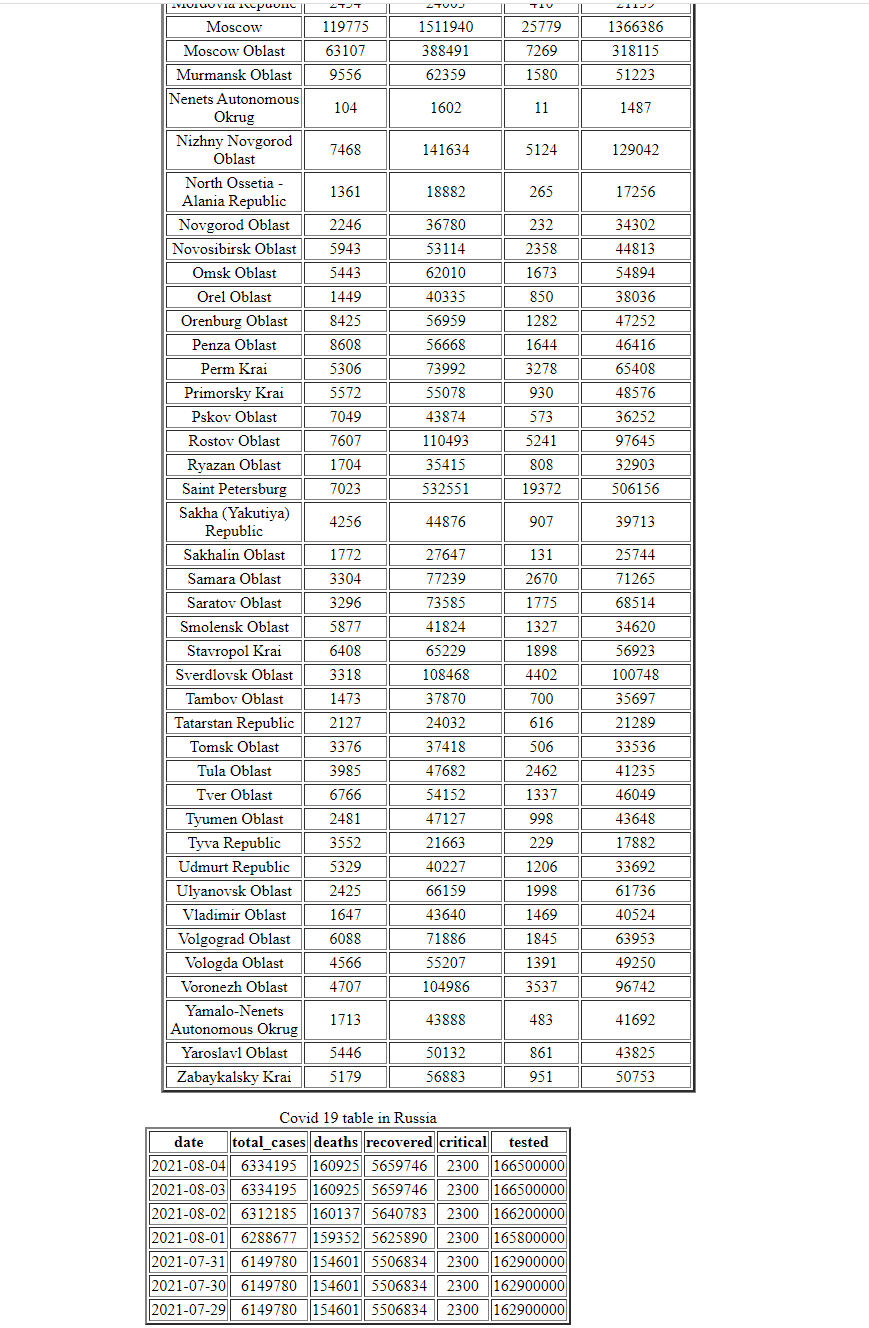 Moscow 119775 1511940 25779 1366386
Moscow Oblast 63107 388491 7269 318115
Murmansk Oblast 9556 62359 1580 51223
Nenets Autonomous
Okrug 104 1602 11 1487
Nizhny Novgorod
Oblast 7468 141634 5124 129042
North Ossetia -
Alania Republic 1361 18882 265 17256
Novgorod Oblast 2246 36780 232 34302
Novosibirsk Oblast 5943 53114 2358 44813
Omsk Oblast 5443 62010 1673 54894
Orel Oblast 1449 40335 850 38036
Orenburg Oblast 8425 56959 1282 47252
Penza Oblast 8608 56668 1644 46416
Perm Krai 5306 73992 3278 65408
Primorsky Krai 5572 55078 930 48576
Pskov Oblast 7049 43874 573 36252
Rostov Oblast 7607 110493 5241 97645
Ryazan Oblast 1704 35415 808 32903
Saint Petersburg 7023 532551 19372 506156
Sakha (Yakutiya)
Republic 4256 44876 907 39713
Sakhalin Oblast 1772 27647 131 25744
Samara Oblast 3304 77239 2670 71265
Saratov Oblast 3296 73585 1775 68514
Smolensk Oblast 5877 41824 1327 34620
Stavropol Krai 6408 65229 1898 56923
Sverdlovsk Oblast 3318 108468 4402 100748
Tambov Oblast 1473 37870 700 35697
Tatarstan Republic 2127 24032 616 21289
Tomsk Oblast 3376 37418 506 33536
Tula Oblast 3985 47682 2462 41235
Tver Oblast 6766 54152 1337 46049
Tyumen Oblast 2481 47127 998 43648
Tyva Republic 3552 21663 229 17882
Udmurt Republic 5329 40227 1206 33692
Ulyanovsk Oblast 2425 66159 1998 61736
Vladimir Oblast 1647 43640 1469 40524
Volgograd Oblast 6088 71886 1845 63953
Vologda Oblast 4566 55207 1391 49250
Voronezh Oblast 4707 104986 3537 96742
Yamalo-Nenets
Autonomous Okrug 1713 43888 483 41692
Yaroslavl Oblast 5446 50132 861 43825
Zabaykalsky Krai 5179 56883 951 50753
Covid 19 table in Russia
date total_cases deaths recovered critical tested
2021-08-04 6334195 160925 5659746 2300 166500000
2021-08-03 6334195 160925 5659746 2300 166500000
2021-08-02 6312185 160137 5640783 2300 166200000
2021-08-01 6288677 159352 5625890 2300 165800000
2021-07-31 6149780 154601 5506834 2300 162900000
2021-07-30 6149780 154601 5506834 2300 162900000
2021-07-29 6149780 154601 5506834 2300 162900000